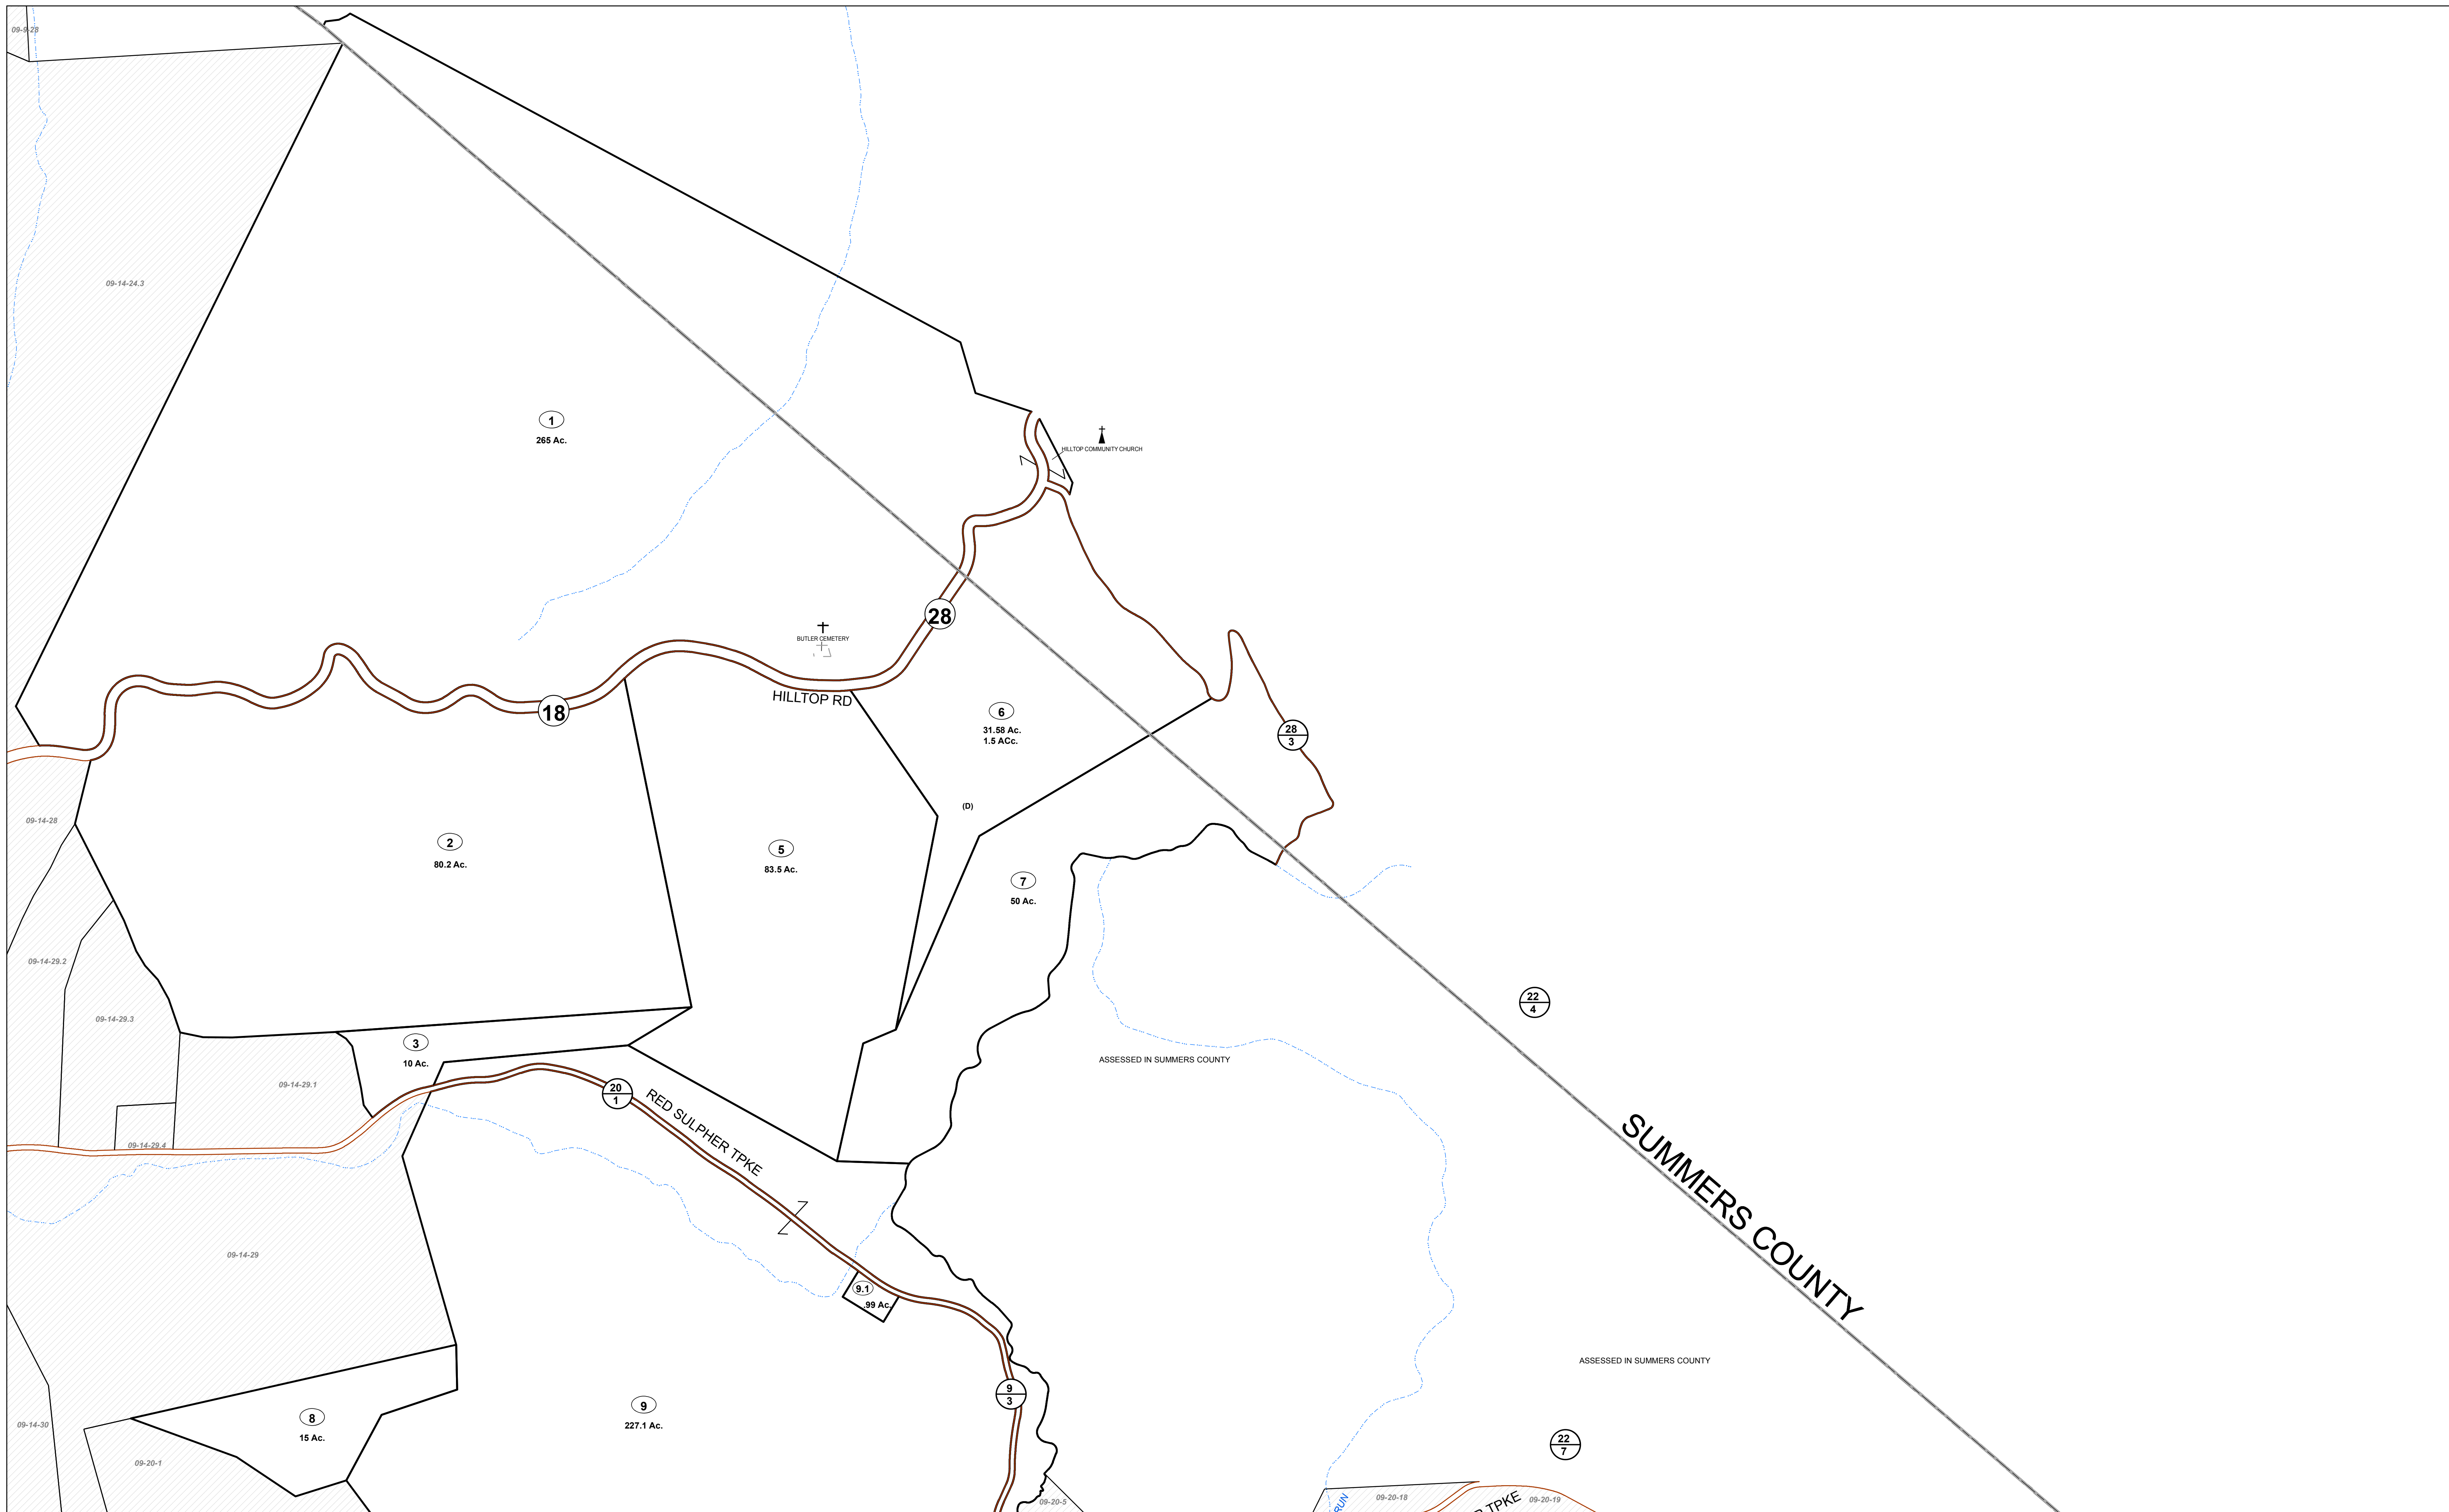 09-9-28
09-14-24.3
1
265 Ac.
HILLTOP COMMUNITY CHURCH
28
BUTLER CEMETERY
HILLTOP RD
18
6
31.58 Ac.
1.5 ACc.
28
3
(D)
09-14-28
2
80.2 Ac.
5
83.5 Ac.
7
50 Ac.
09-14-29.2
22
4
09-14-29.3
3
10 Ac.
ASSESSED IN SUMMERS COUNTY
09-14-29.1
20
1
RED SULPHER TPKE
09-14-29.4
SUMMERS COUNTY
09-14-29
9.1
.99 Ac.
ASSESSED IN SUMMERS COUNTY
9
3
9
227.1 Ac.
8
15 Ac.
09-14-30
22
7
09-20-1
09-20-5
RUN
09-20-18
R TPKE
09-20-19